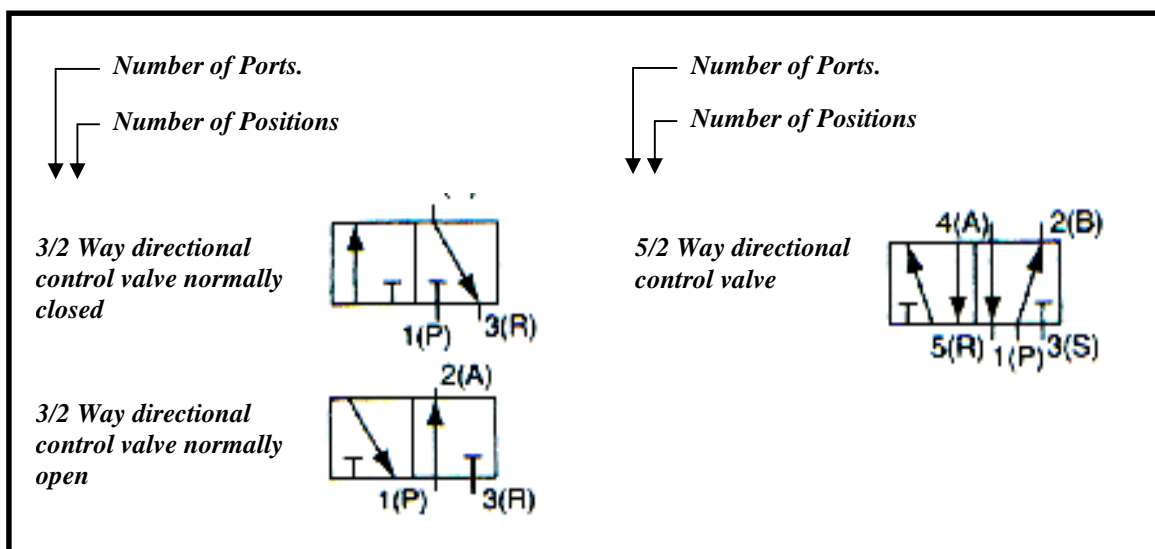 Number of Ports.
Number of Positions
3/2 Way directional
control valve normally
closed
1(P)
3(R)
3/2 Way directional
control valve normally
open
2(A)
1(P)
3(R)
Number of Ports.
Number of Positions
5/2 Way directional
control valve
4(A) 2(B)
5(R) 1(P) 3(S)